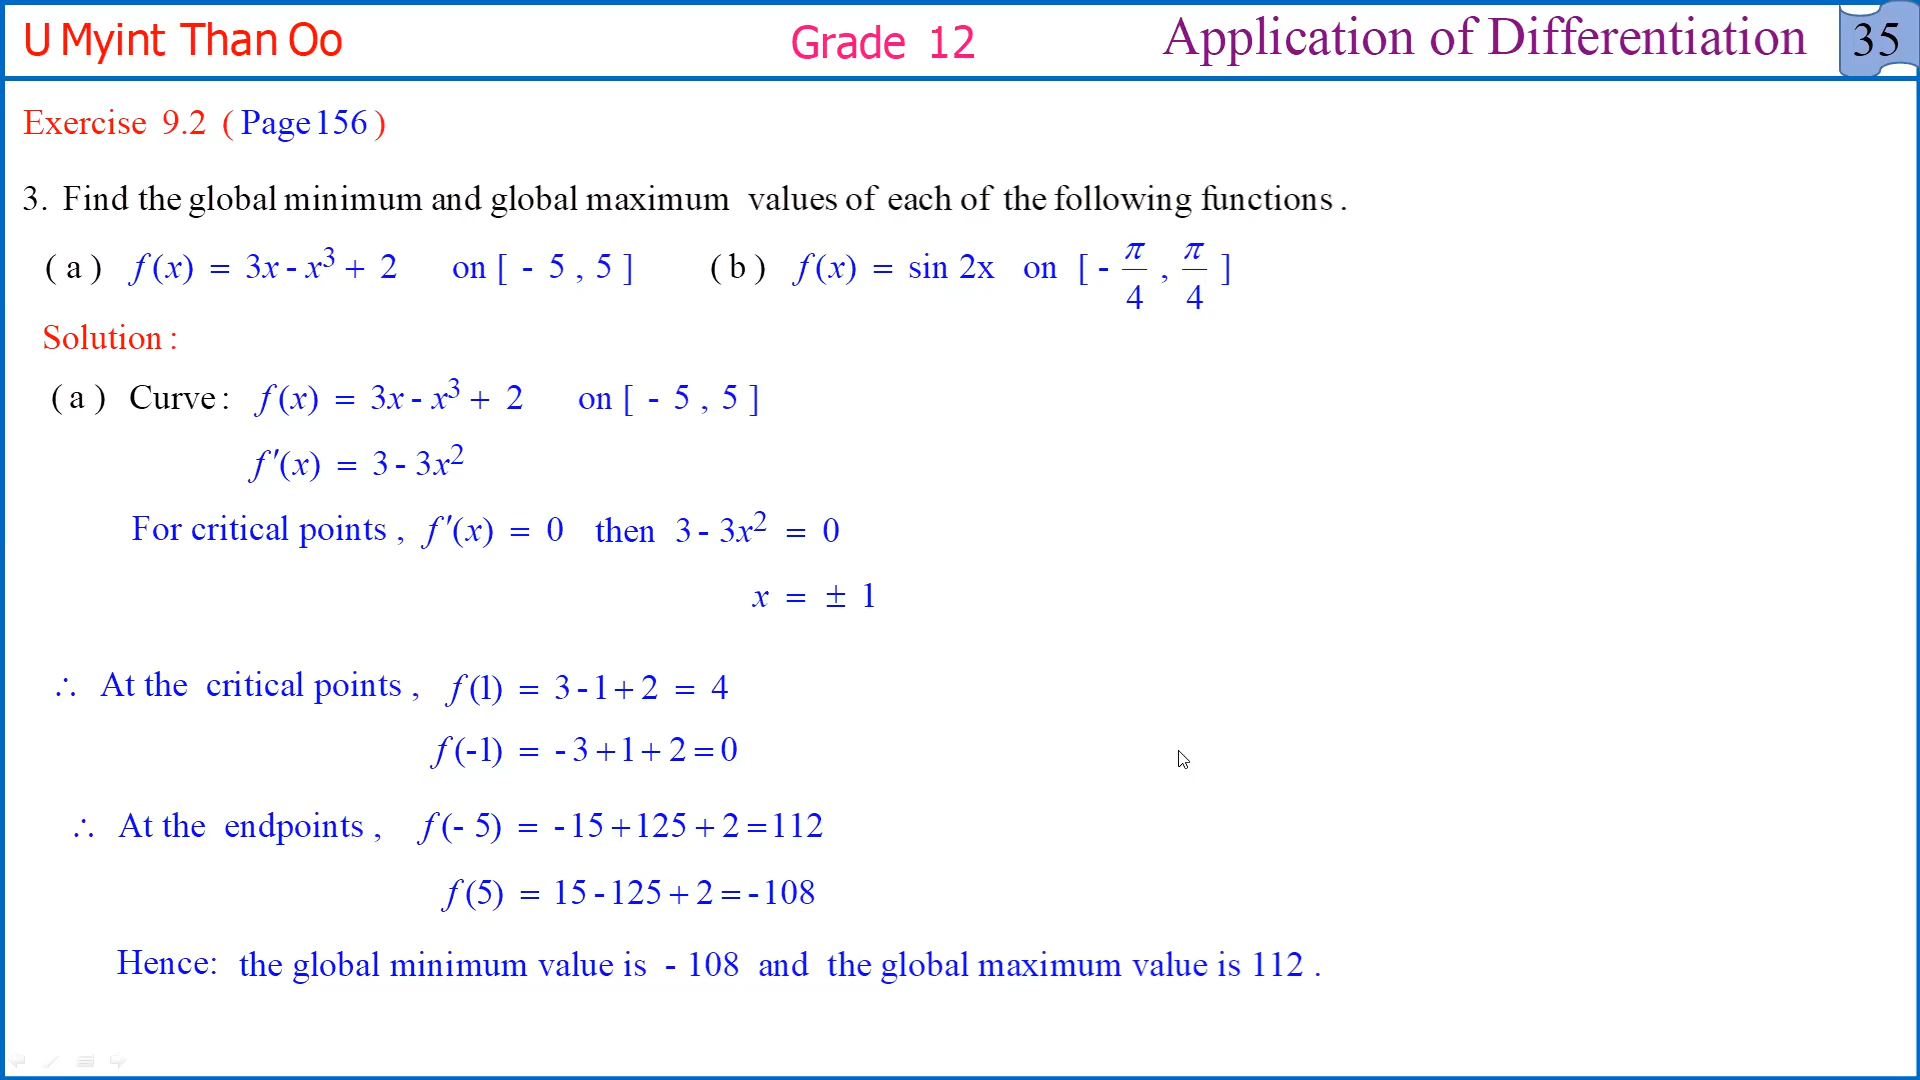 U Myint Than Oo Grade 12 Application of Differentiation 35
Exercise 9.2 ( Page 156 )
3. Find the global minimum and global maximum values of each of the following functions .
( a ) f(x) = 3x - x³ + 2 on [ - 5 , 5 ] ( b ) f(x) = sin 2x on [ - π/4 , π/4 ]
Solution :
( a ) Curve : f(x) = 3x - x³ + 2 on [ - 5 , 5 ]
f′(x) = 3 - 3x²
For critical points , f′(x) = 0 then 3 - 3x² = 0
x = ± 1
∴ At the critical points , f(1) = 3 - 1 + 2 = 4
f(-1) = - 3 + 1 + 2 = 0
∴ At the endpoints , f(- 5) = - 15 + 125 + 2 = 112
f(5) = 15 - 125 + 2 = -108
Hence: the global minimum value is - 108 and the global maximum value is 112 .